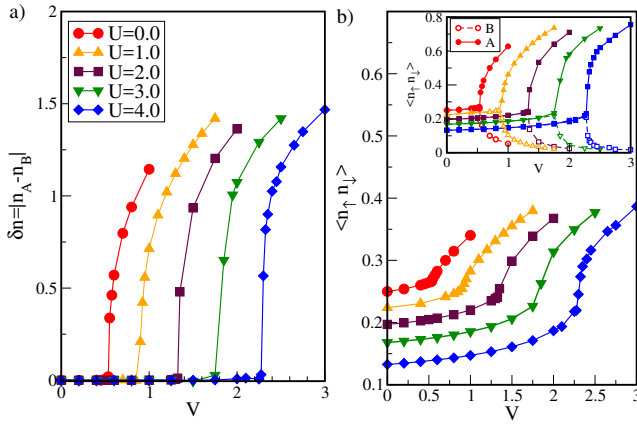 a)
δn=|n_A-n_B|
1.5
1
0.5
0
U=0.0
U=1.0
U=2.0
U=3.0
U=4.0
0 1 2 3
V
b)
<n↑ n↓>
0.6
0.5
0.4
0.3
0.2
0.1
0 0.5 1 1.5 2 2.5 3
V
<n↑ n↓>
0.8
0.6
0.4
0.2
0.0
B
A
0 1 2 3
V